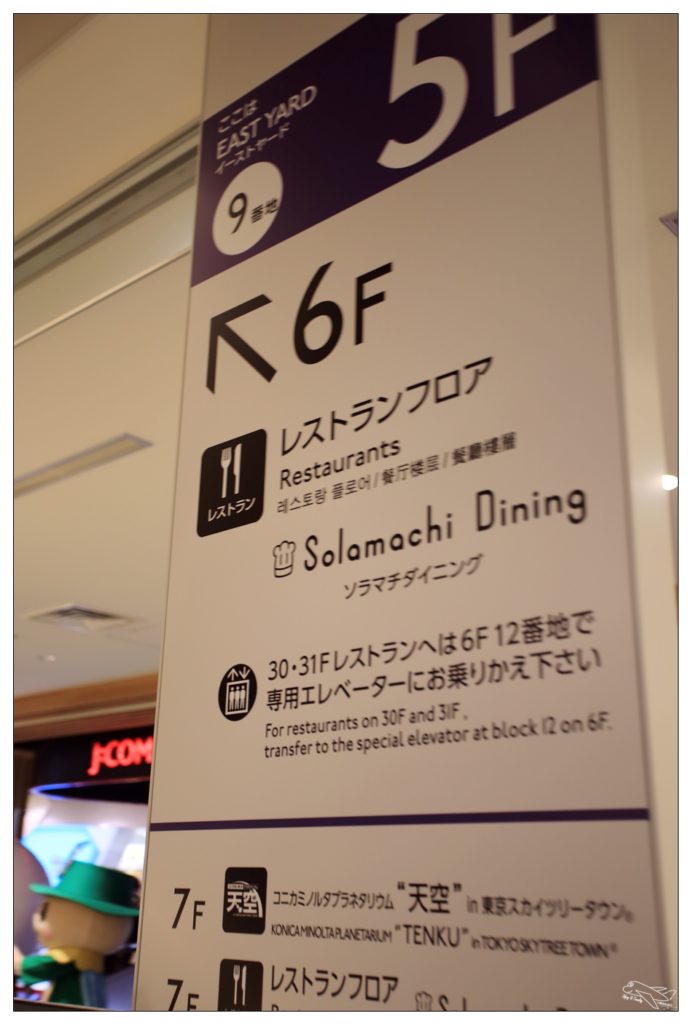 5F
ここは
EAST YARD
イーストヤード
9番地
6F
レストランフロア
Restaurants
レストラン
레스토랑 플로어/餐厅楼层/餐廳樓層
Solamachi Dining
ソラマチダイニング
30・31Fレストランへは6F 12番地で
専用エレベーターにお乗りかえ下さい
For restaurants on 30F and 31F,
transfer to the special elevator at block 12 on 6F.
J:COM
7F
天空
コニカミノルタプラネタリウム“天空” in 東京スカイツリータウン®
KONICA MINOLTA PLANETARIUM “TENKU” in TOKYO SKYTREE TOWN®
7F
レストランフロア